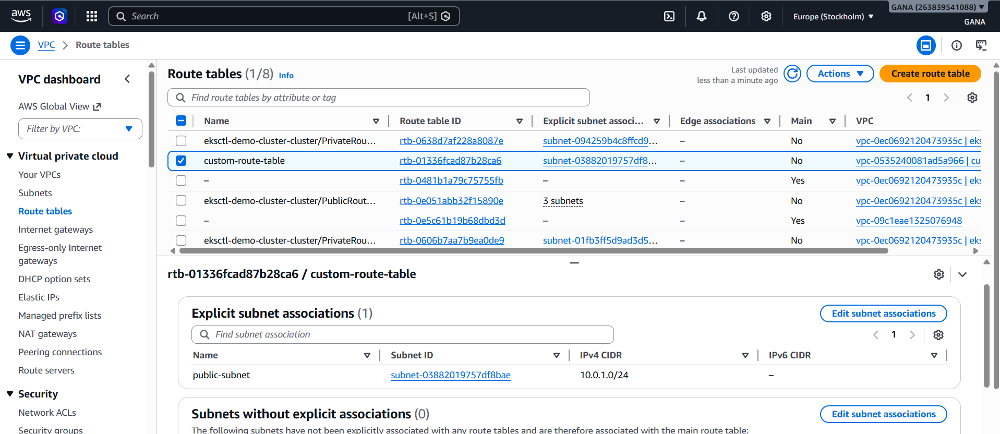 aws
Search [Alt+S]
Europe (Stockholm)
GANA (263839541088)
GANA
VPC
Route tables
VPC dashboard
AWS Global View
Filter by VPC:
Virtual private cloud
Your VPCs
Subnets
Route tables
Internet gateways
Egress-only Internet
gateways
DHCP option sets
Elastic IPs
Managed prefix lists
NAT gateways
Peering connections
Route servers
Security
Network ACLs
Security groups
Route tables (1/8) Info
Last updated
less than a minute ago
Actions
Create route table
Find route tables by attribute or tag
1
Name Route table ID Explicit subnet associ... Edge associations Main VPC
eksctl-demo-cluster-cluster/PrivateRou... rtb-0638d7af228a8087e subnet-094259b4c8ffcd9... – No vpc-0ec0692120473935c | eks
custom-route-table rtb-01336fcad87b28ca6 subnet-03882019757df8... – No vpc-0535240081ad5a966 | cu
– rtb-0481b1a79c75755fb – – Yes vpc-0ec0692120473935c | eks
eksctl-demo-cluster-cluster/PublicRout... rtb-0e051abb32f15890e 3 subnets – No vpc-0ec0692120473935c | eks
– rtb-0e5c61b19b68dbd3d – – Yes vpc-09c1eae1325076948
eksctl-demo-cluster-cluster/PrivateRou... rtb-0606b7aa7b9ea0de9 subnet-01fb3ff5d9ad3d5... – No vpc-0ec0692120473935c | eks
rtb-01336fcad87b28ca6 / custom-route-table
Explicit subnet associations (1)
Edit subnet associations
Find subnet association
1
Name Subnet ID IPv4 CIDR IPv6 CIDR
public-subnet subnet-03882019757df8bae 10.0.1.0/24 –
Subnets without explicit associations (0)
Edit subnet associations
The following subnets have not been explicitly associated with any route tables and are therefore associated with the main route table: